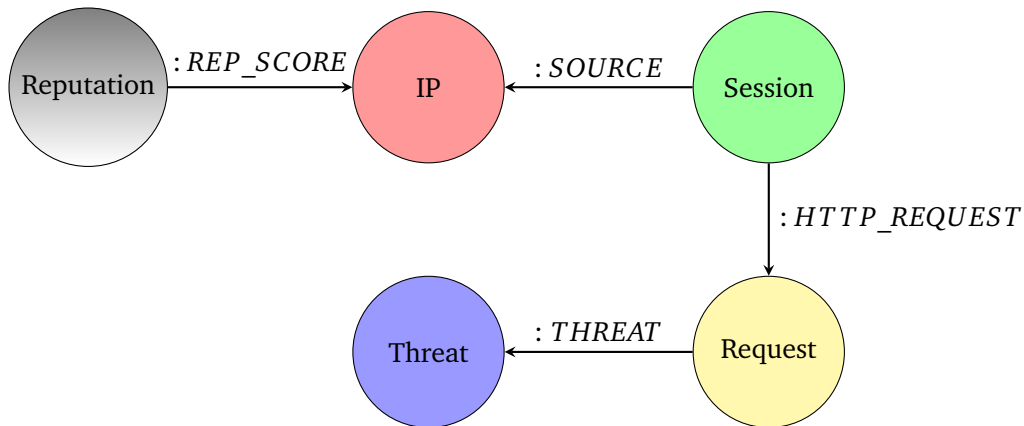 Reputation
: REP_SCORE
IP
: SOURCE
Session
: HTTP_REQUEST
Threat
: THREAT
Request